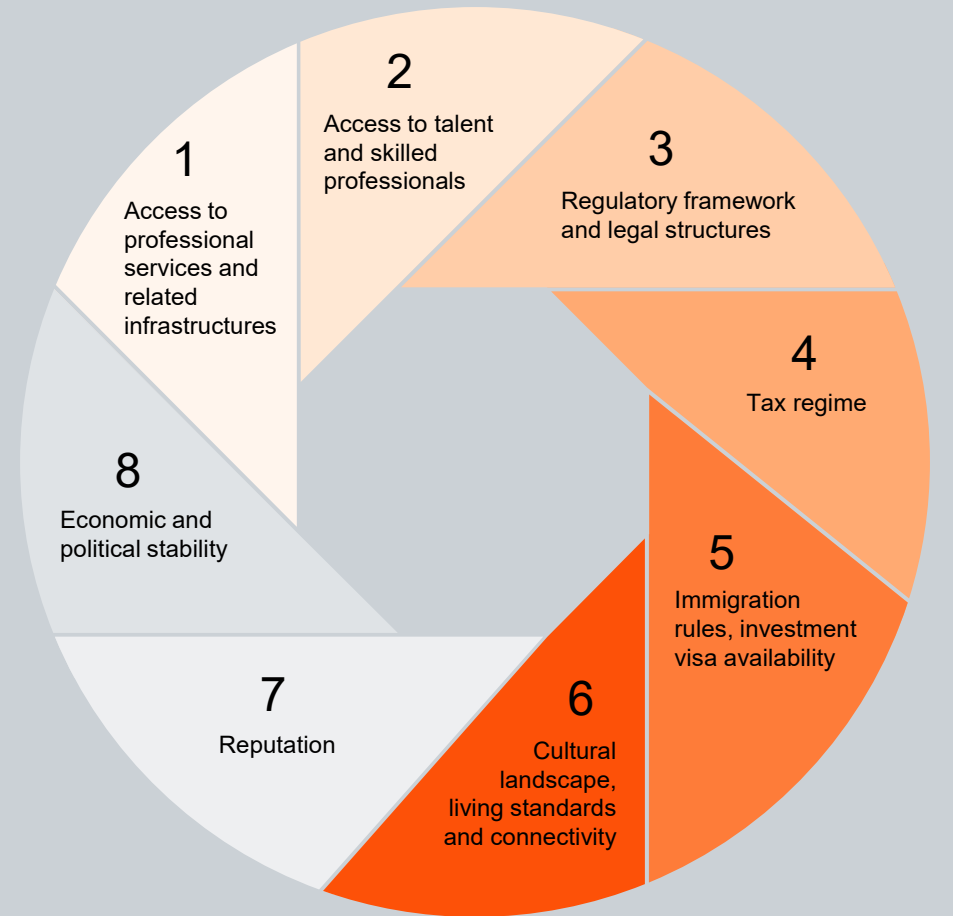 1
Access to
professional
services and
related
infrastructures
2
Access to talent
and skilled
professionals
3
Regulatory framework
and legal structures
4
Tax regime
5
Immigration
rules, investment
visa availability
6
Cultural
landscape,
living standards
and connectivity
7
Reputation
8
Economic and
political stability